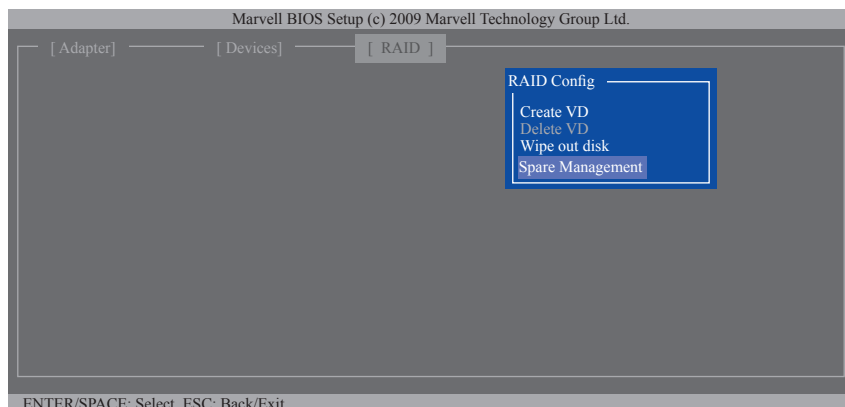 Marvell BIOS Setup (c) 2009 Marvell Technology Group Ltd.
[ Adapter] [ Devices] [ RAID ]
RAID Config
Create VD
Delete VD
Wipe out disk
Spare Management
ENTER/SPACE: Select, ESC: Back/Exit